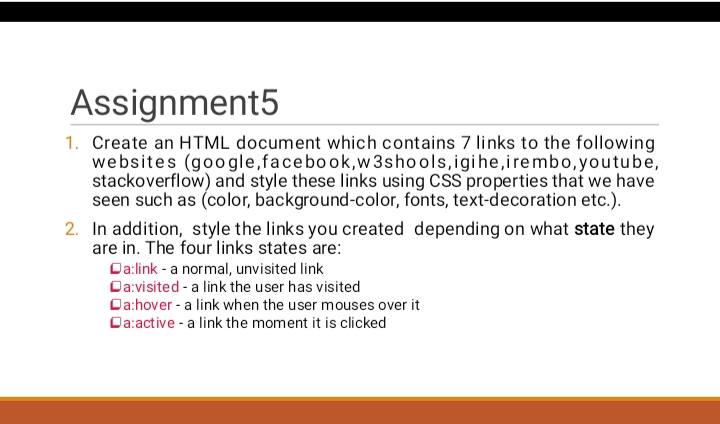 Assignment5
1. Create an HTML document which contains 7 links to the following
websites (google,facebook,w3shools,igihe,irembo,youtube,
stackoverflow) and style these links using CSS properties that we have
seen such as (color, background-color, fonts, text-decoration etc.).
2. In addition, style the links you created depending on what state they
are in. The four links states are:
❑a:link - a normal, unvisited link
❑a:visited - a link the user has visited
❑a:hover - a link when the user mouses over it
❑a:active - a link the moment it is clicked